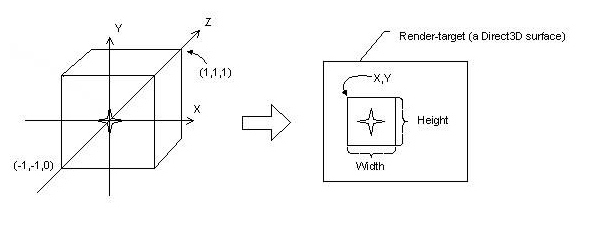 Y
Z
(1,1,1)
X
(-1,-1,0)
Render-target (a Direct3D surface)
X,Y
Height
Width